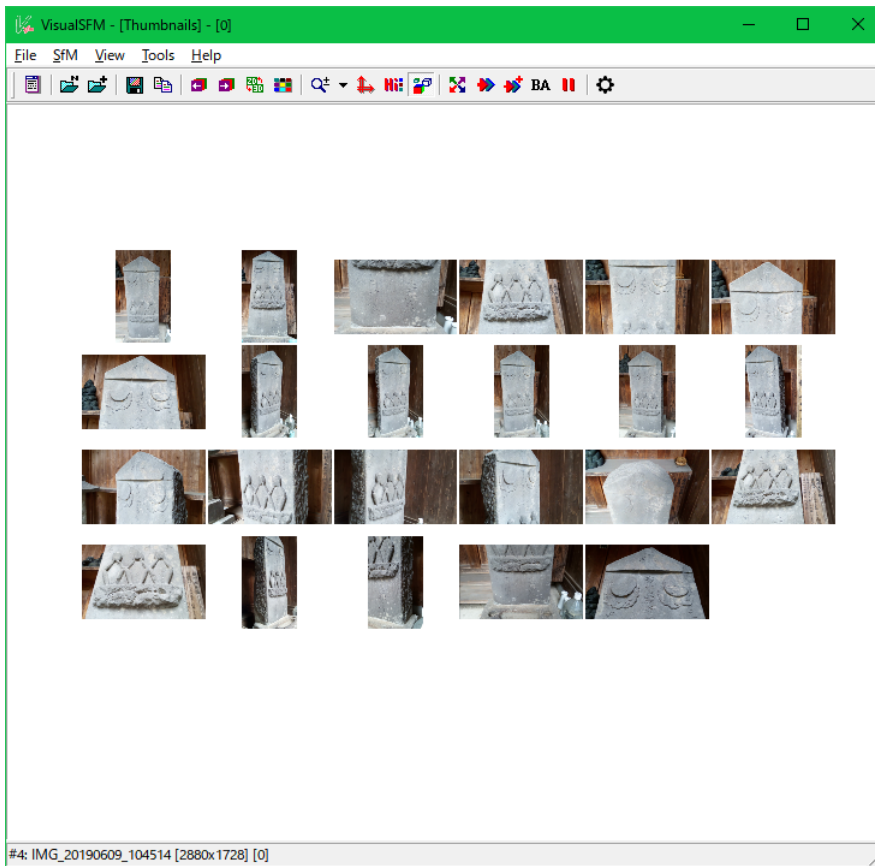 VisualSFM - [Thumbnails] - [0]
File SfM View Tools Help
BA
#4: IMG_20190609_104514 [2880x1728] [0]